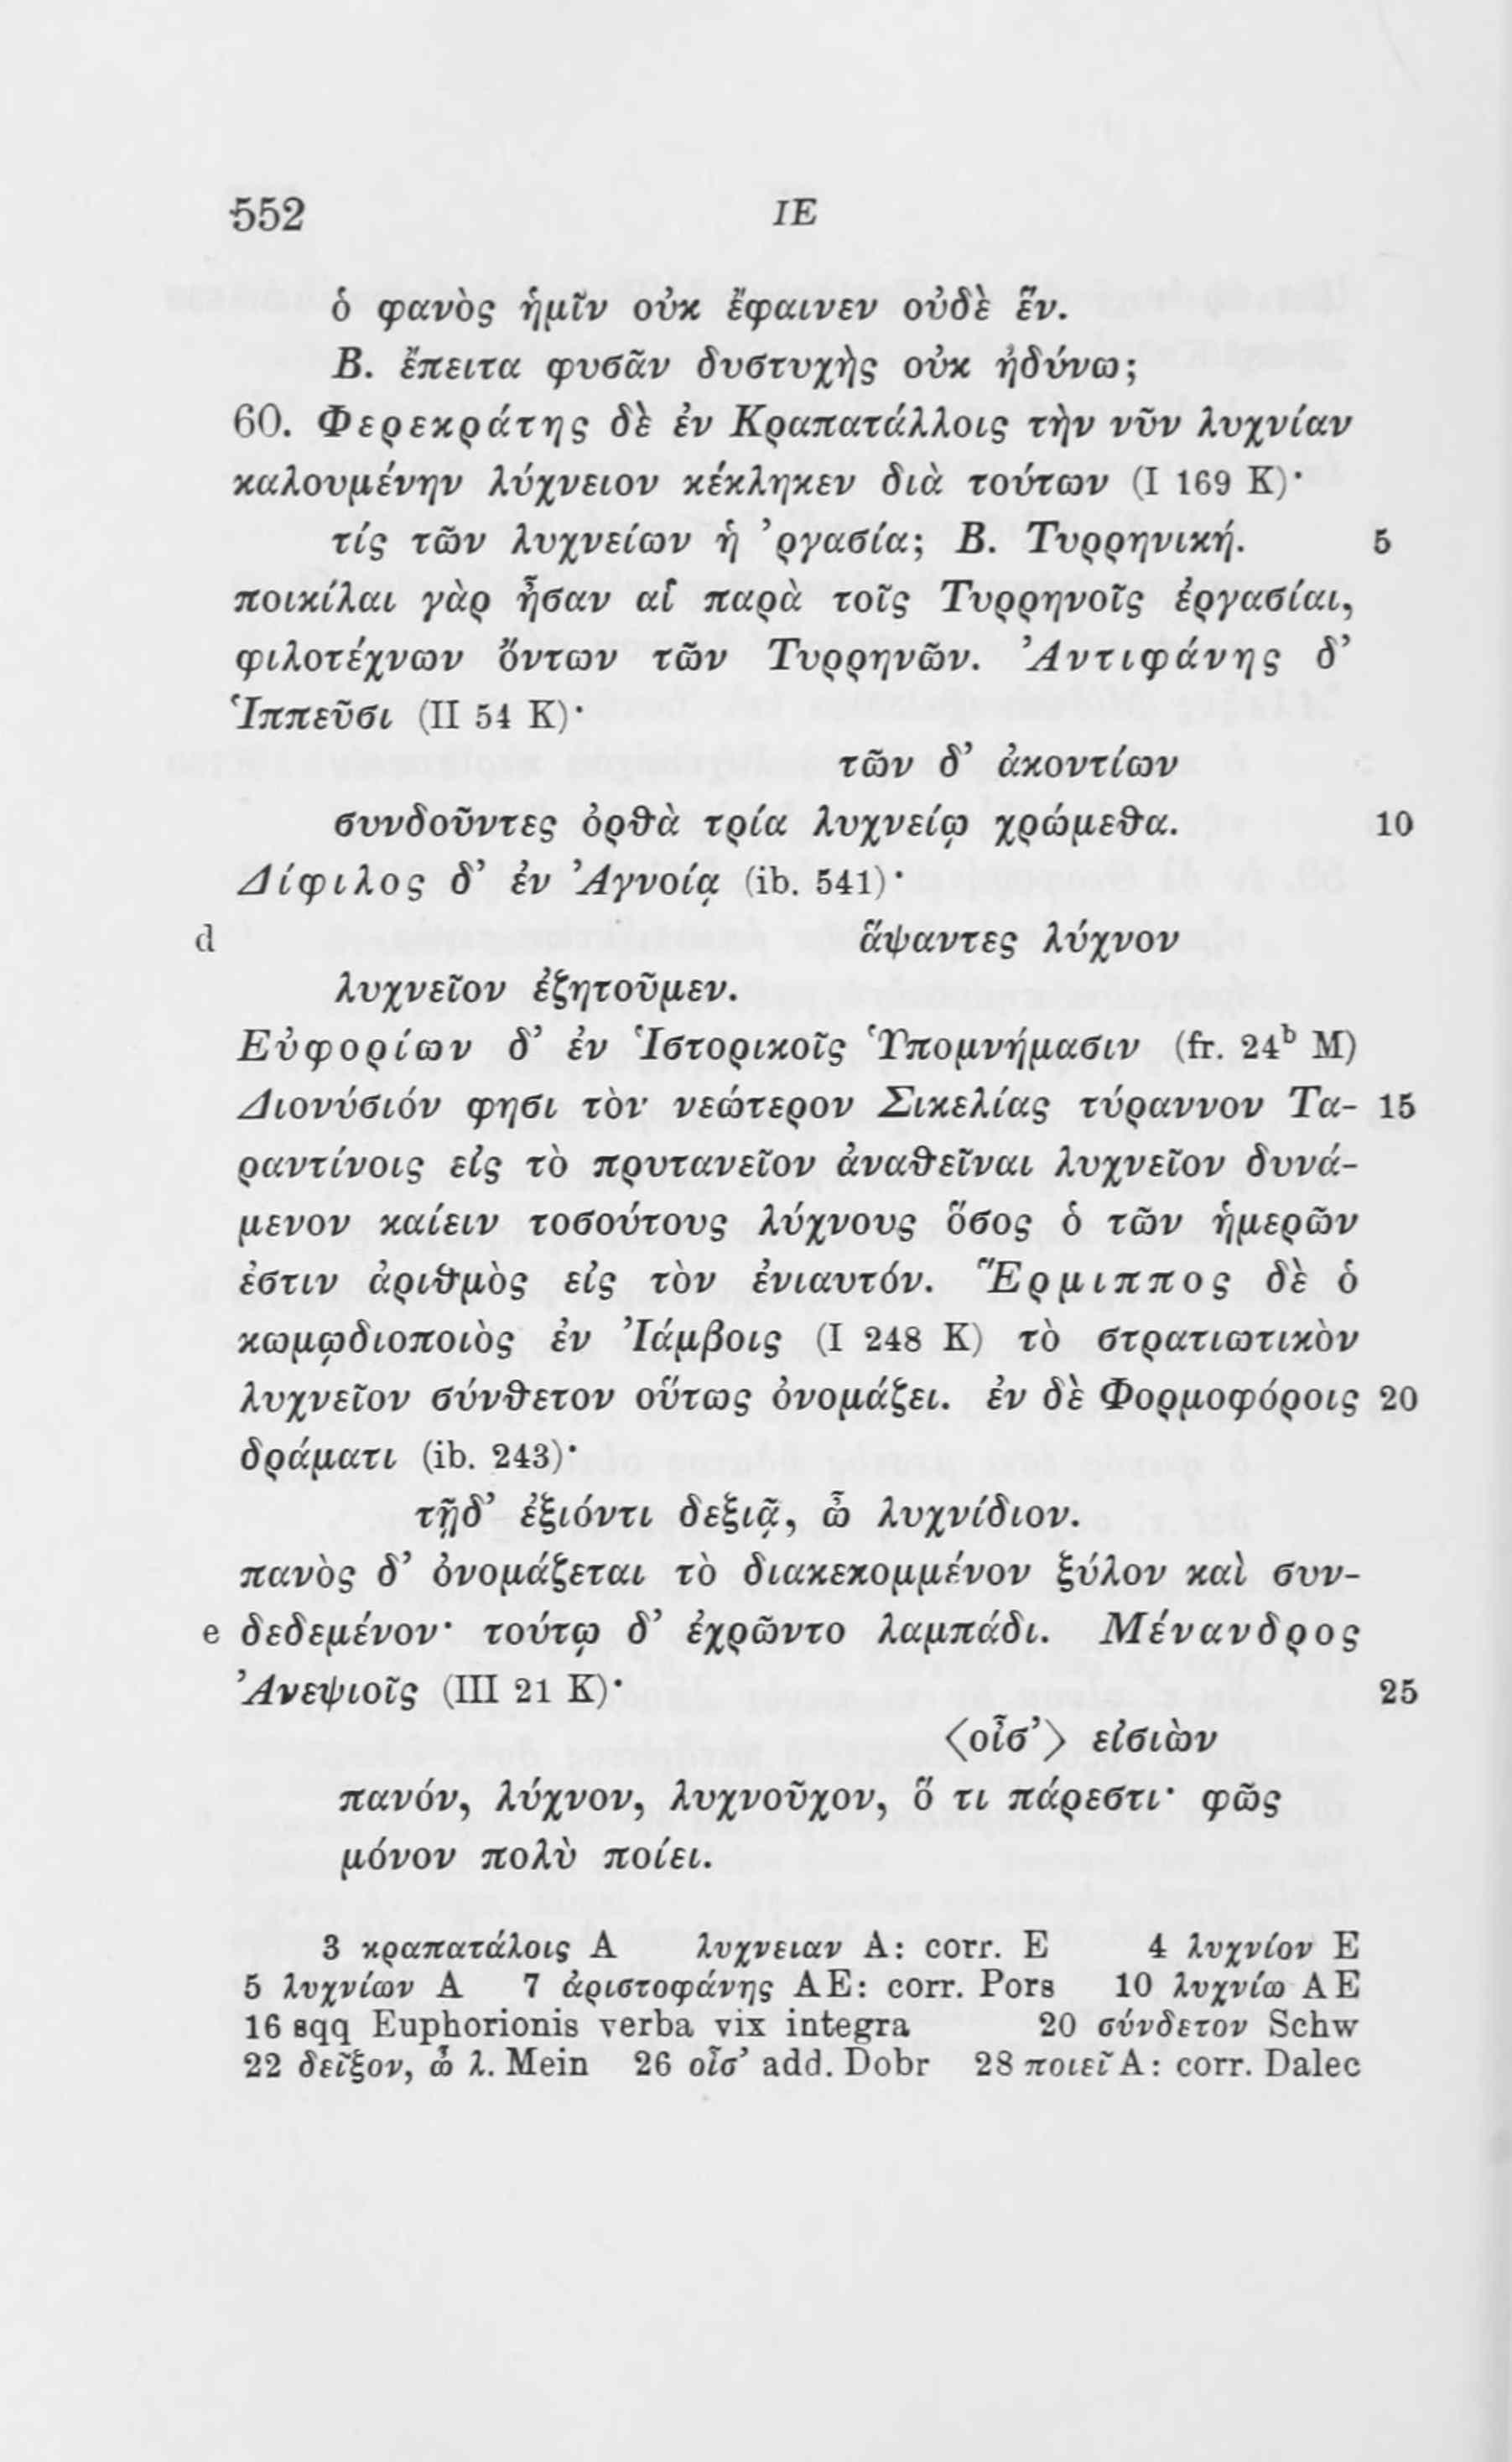 552 ΙΕ
ὁ φανὸς ἡμῖν οὐκ ἔφαινεν οὐδὲ ἕν.
Β. ἔπειτα φυσᾶν δυστυχὴς οὐκ ἠδύνω;
60. Φερεκράτης δὲ ἐν Κραπατάλλοις τὴν νῦν λυχνίαν
καλουμένην λύχνειον κέκληκεν διὰ τούτων (I 169 K)·
τίς τῶν λυχνείων ἡ ’ργασία; Β. Τυρρηνική. 5
ποικίλαι γὰρ ἦσαν αἱ παρὰ τοῖς Τυρρηνοῖς ἐργασίαι,
φιλοτέχνων ὄντων τῶν Τυρρηνῶν. Ἀντιφάνης δ’
Ἱππεῦσι (II 54 K)·
τῶν δ’ ἀκοντίων
συνδοῦντες ὀρθὰ τρία λυχνείῳ χρώμεθα. 10
Δίφιλος δ’ ἐν Ἀγνοίᾳ (ib. 541)·
d ἅψαντες λύχνον
λυχνεῖον ἐζητοῦμεν.
Εὐφορίων δ’ ἐν Ἱστορικοῖς Ὑπομνήμασιν (fr. 24ᵇ M)
Διονύσιόν φησι τὸν νεώτερον Σικελίας τύραννον Τα- 15
ραντίνοις εἰς τὸ πρυτανεῖον ἀναθεῖναι λυχνεῖον δυνά-
μενον καίειν τοσούτους λύχνους ὅσος ὁ τῶν ἡμερῶν
ἐστιν ἀριθμὸς εἰς τὸν ἐνιαυτόν. Ἕρμιππος δὲ ὁ
κωμῳδιοποιὸς ἐν Ἰάμβοις (I 248 K) τὸ στρατιωτικὸν
λυχνεῖον σύνθετον οὕτως ὀνομάζει. ἐν δὲ Φορμοφόροις 20
δράματι (ib. 243)·
τῇδ’ ἐξιόντι δεξιᾷ, ὦ λυχνίδιον.
πανὸς δ’ ὀνομάζεται τὸ διακεκομμένον ξύλον καὶ συν-
e δεδεμένον· τούτῳ δ’ ἐχρῶντο λαμπάδι. Μένανδρος
Ἀνεψιοῖς (III 21 K)· 25
⟨οἶσ’⟩ εἰσιὼν
πανόν, λύχνον, λυχνοῦχον, ὅ τι πάρεστι· φῶς
μόνον πολὺ ποίει.
3 κραπατάλοις A λυχνειαν A: corr. E 4 λυχνίον E
5 λυχνίων A 7 ἀριστοφάνης AE: corr. Pors 10 λυχνίω AE
16 sqq Euphorionis verba vix integra 20 σύνδετον Schw
22 δεῖξον, ὦ λ. Mein 26 οἶσ’ add. Dobr 28 ποιεῖ A: corr. Dalec